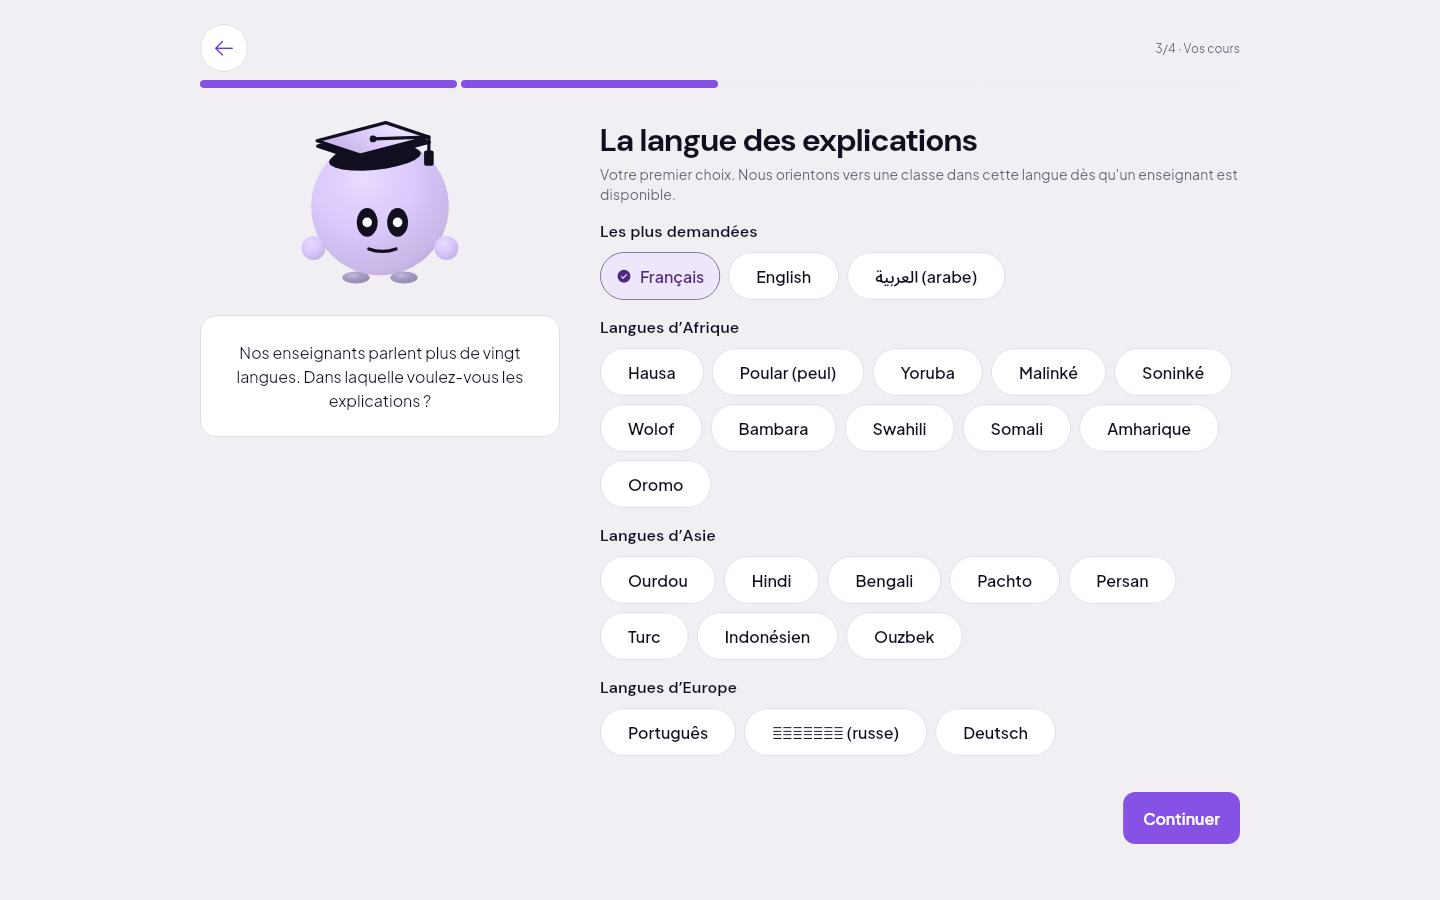 3/4 · Vos cours
La langue des explications
Votre premier choix. Nous orientons vers une classe dans cette langue dès qu'un enseignant est
disponible.
Les plus demandées
Français
English
العربية (arabe)
Langues d’Afrique
Hausa
Poular (peul)
Yoruba
Malinké
Soninké
Wolof
Bambara
Swahili
Somali
Amharique
Oromo
Langues d’Asie
Ourdou
Hindi
Bengali
Pachto
Persan
Turc
Indonésien
Ouzbek
Langues d’Europe
Português
(russe)
Deutsch
Nos enseignants parlent plus de vingt
langues. Dans laquelle voulez-vous les
explications ?
Continuer